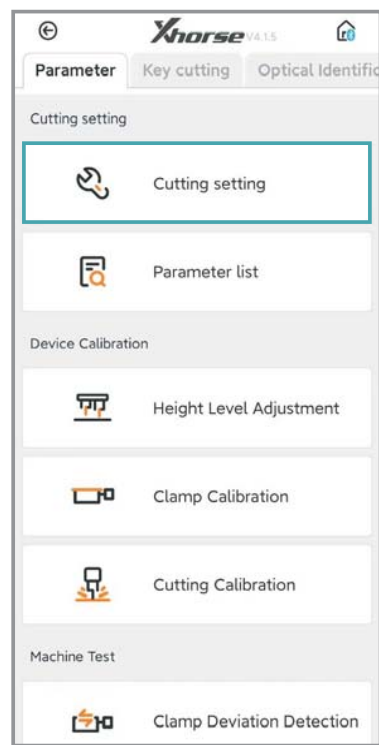 Xhorse V4.1.5
Parameter Key cutting Optical Identific
Cutting setting
Cutting setting
Parameter list
Device Calibration
Height Level Adjustment
Clamp Calibration
Cutting Calibration
Machine Test
Clamp Deviation Detection